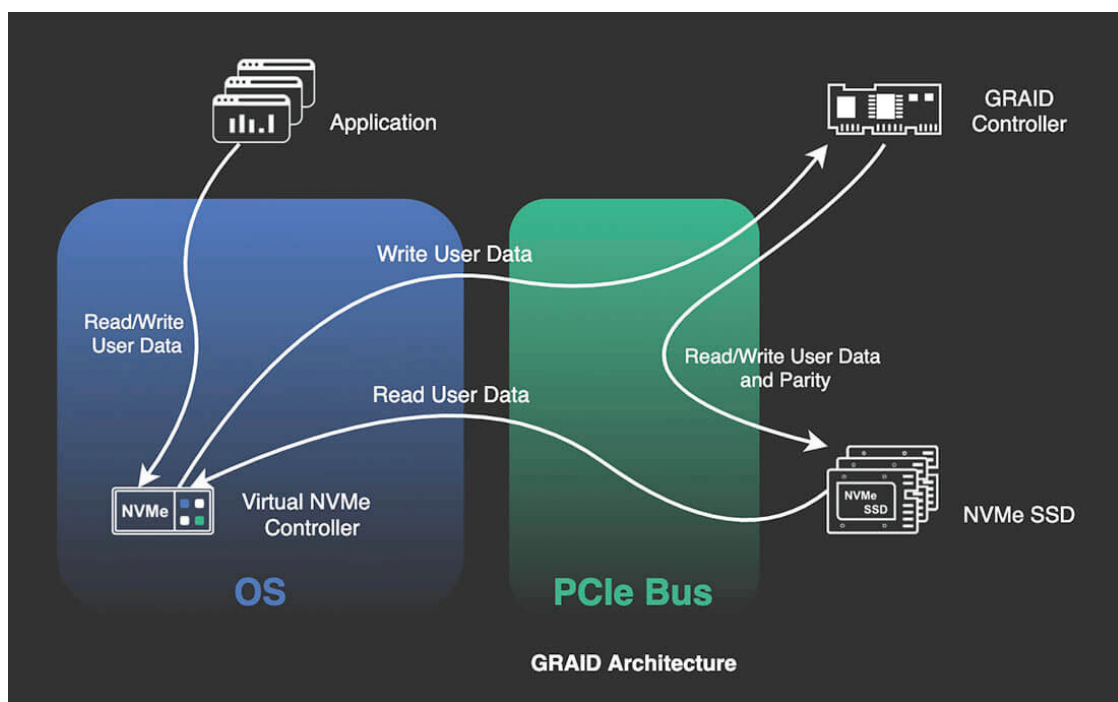 Application
GRAID
Controller
Write User Data
Read/Write
User Data
Read/Write User Data
and Parity
Read User Data
NVMe
Virtual NVMe
Controller
NVMe
SSD
NVMe SSD
OS
PCIe Bus
GRAID Architecture